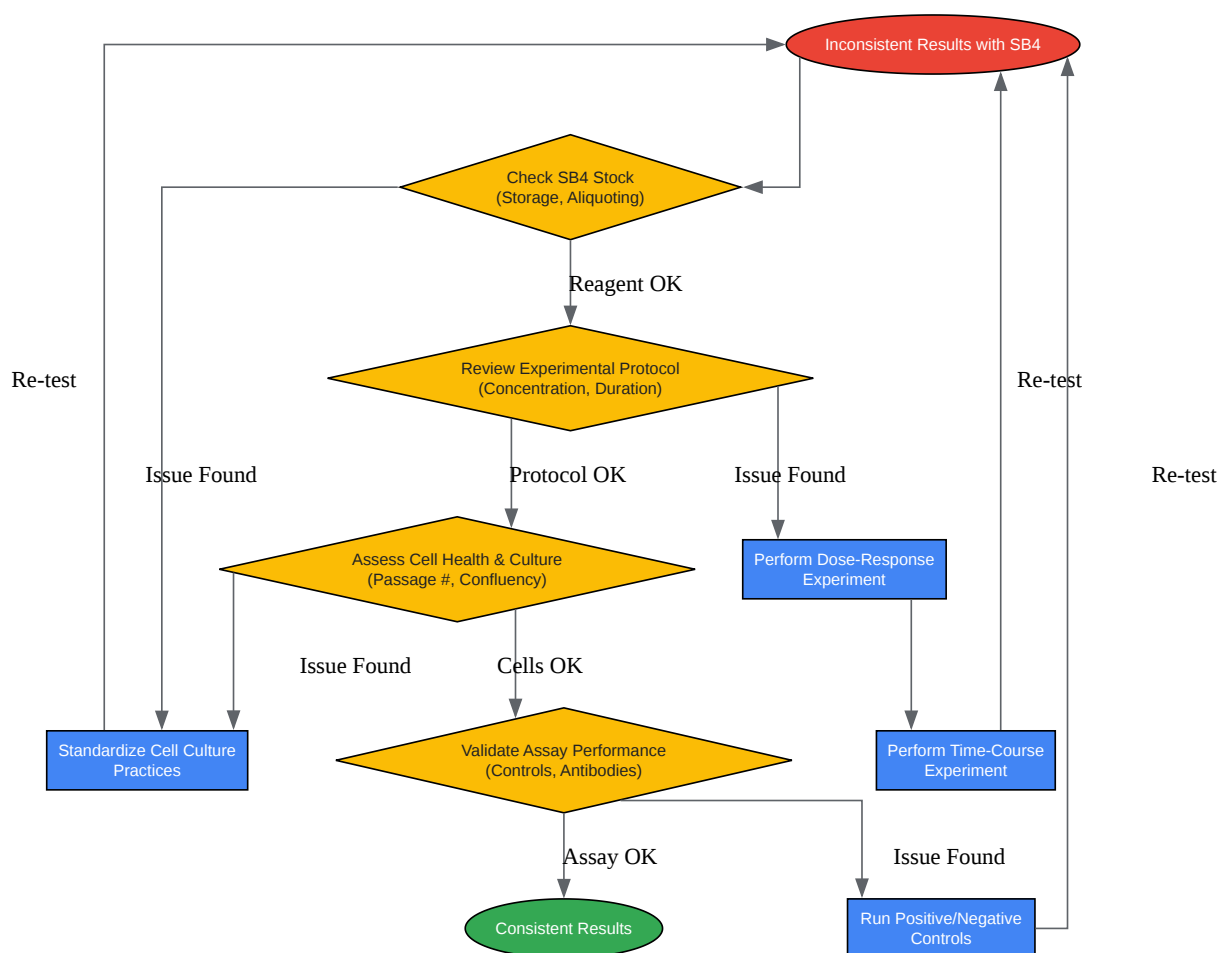 Inconsistent Results with SB4
Check SB4 Stock
(Storage, Aliquoting)
Reagent OK
Review Experimental Protocol
(Concentration, Duration)
Re-test
Re-test
Issue Found
Protocol OK
Issue Found
Re-test
Assess Cell Health & Culture
(Passage #, Confluency)
Perform Dose-Response
Experiment
Issue Found
Cells OK
Standardize Cell Culture
Practices
Validate Assay Performance
(Controls, Antibodies)
Perform Time-Course
Experiment
Assay OK
Issue Found
Consistent Results
Run Positive/Negative
Controls